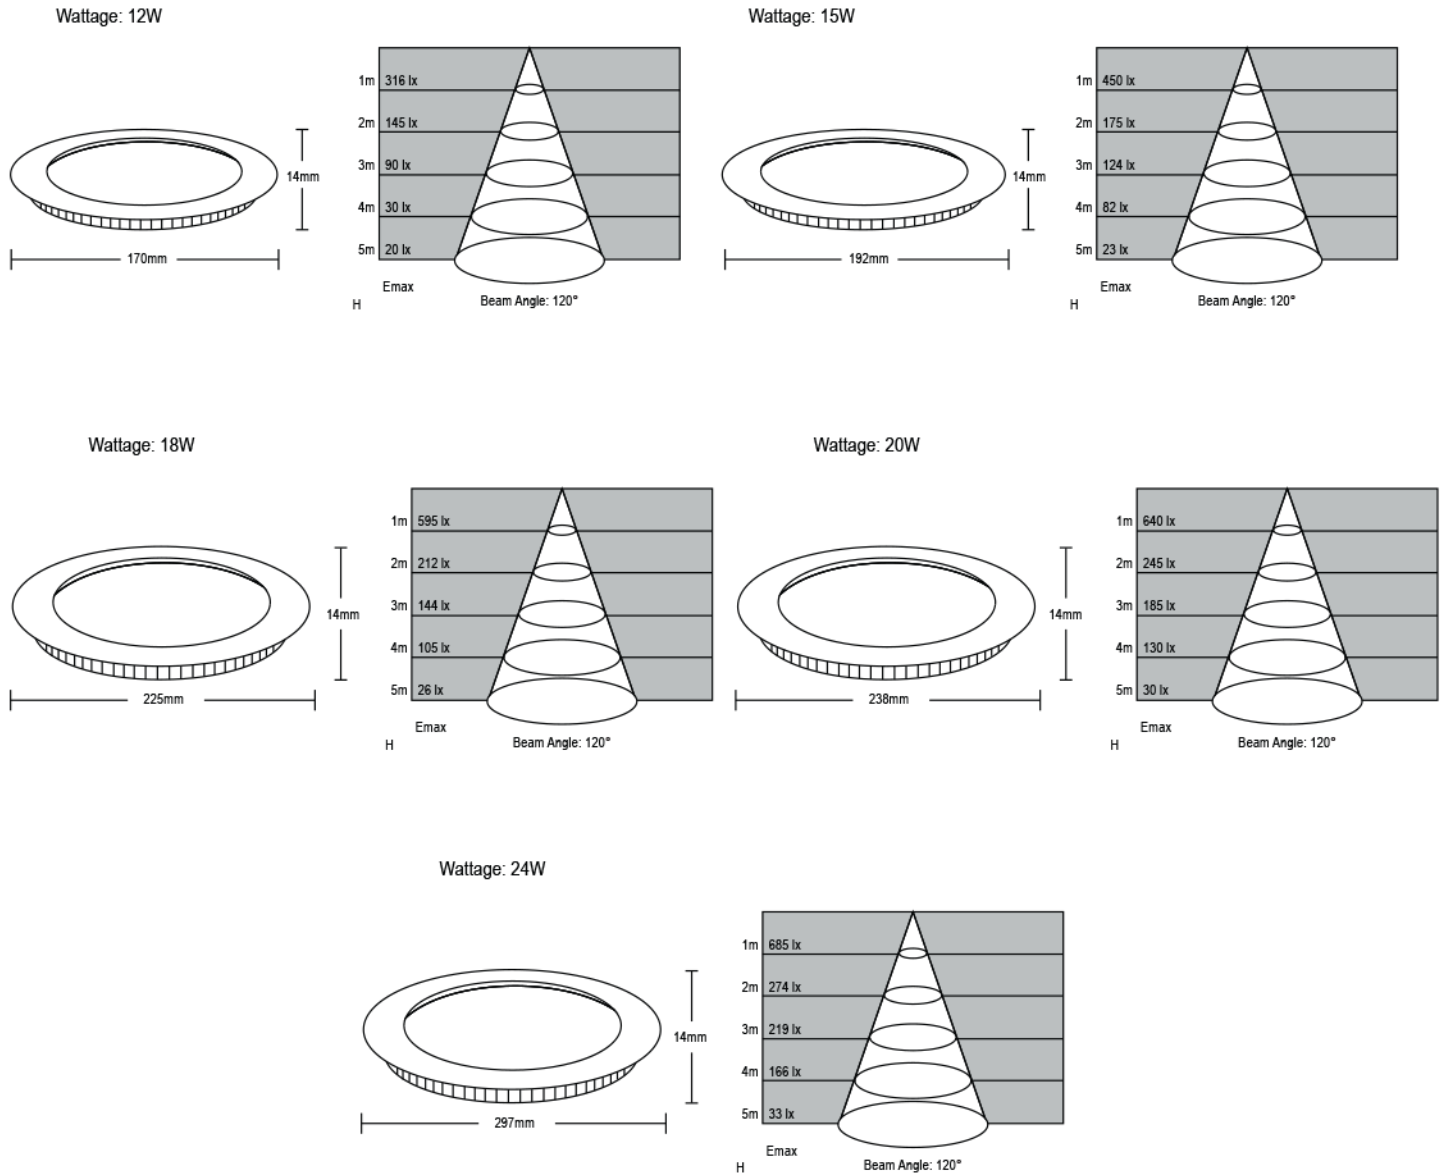 Wattage: 12W
1m 316 lx
2m 145 lx
3m 90 lx
4m 30 lx
5m 20 lx
14mm
170mm
Emax
H
Beam Angle: 120°
Wattage: 15W
1m 450 lx
2m 175 lx
3m 124 lx
4m 82 lx
5m 23 lx
14mm
192mm
Emax
H
Beam Angle: 120°
Wattage: 18W
1m 595 lx
2m 212 lx
3m 144 lx
4m 105 lx
5m 26 lx
14mm
225mm
Emax
H
Beam Angle: 120°
Wattage: 20W
1m 640 lx
2m 245 lx
3m 185 lx
4m 130 lx
5m 30 lx
14mm
238mm
Emax
H
Beam Angle: 120°
Wattage: 24W
1m 685 lx
2m 274 lx
3m 219 lx
4m 166 lx
5m 33 lx
14mm
297mm
Emax
H
Beam Angle: 120°